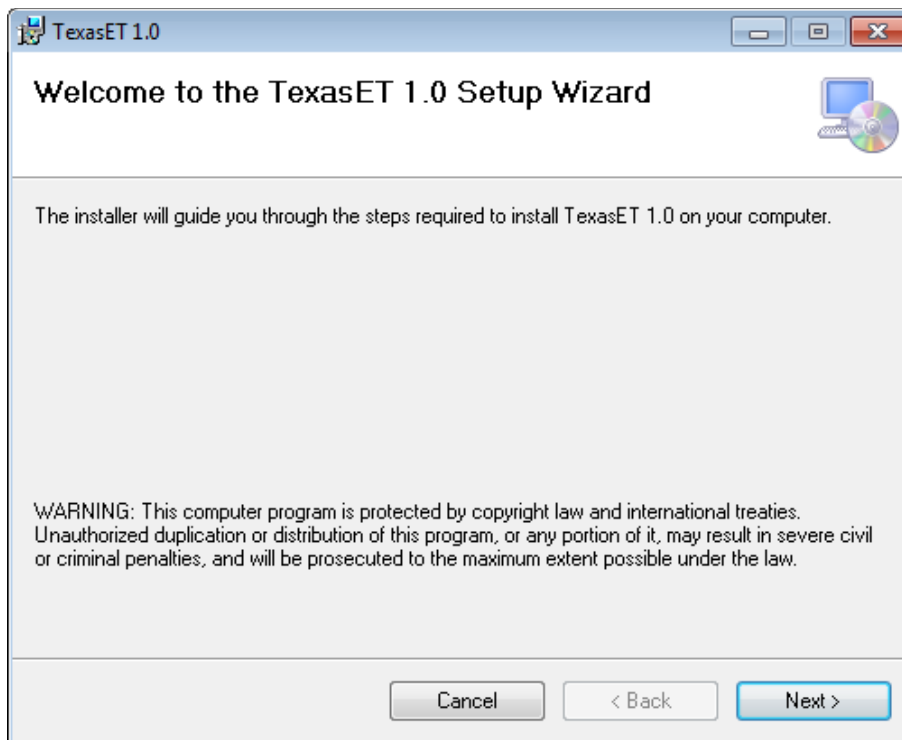 TexasET 1.0
Welcome to the TexasET 1.0 Setup Wizard
The installer will guide you through the steps required to install TexasET 1.0 on your computer.
WARNING: This computer program is protected by copyright law and international treaties.
Unauthorized duplication or distribution of this program, or any portion of it, may result in severe civil
or criminal penalties, and will be prosecuted to the maximum extent possible under the law.
Cancel
< Back
Next >